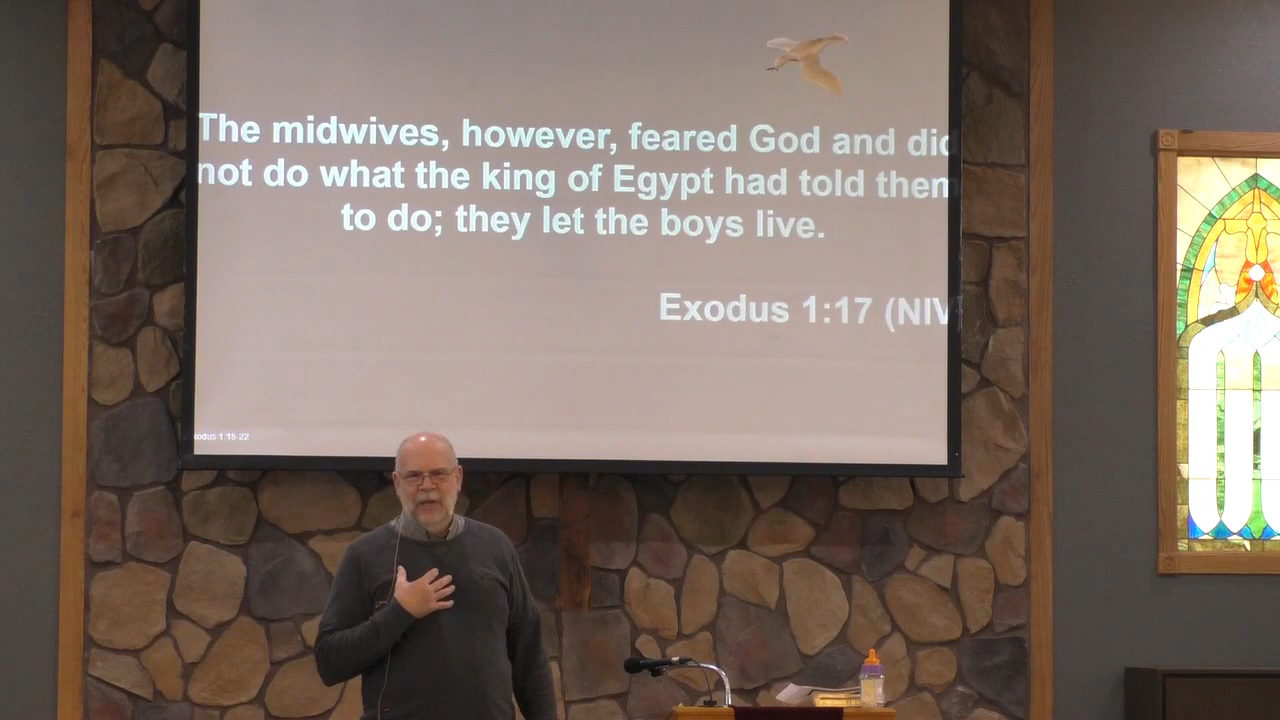 The midwives, however, feared God and did
not do what the king of Egypt had told them
to do; they let the boys live.
Exodus 1:17 (NIV
xodus 1:15-22